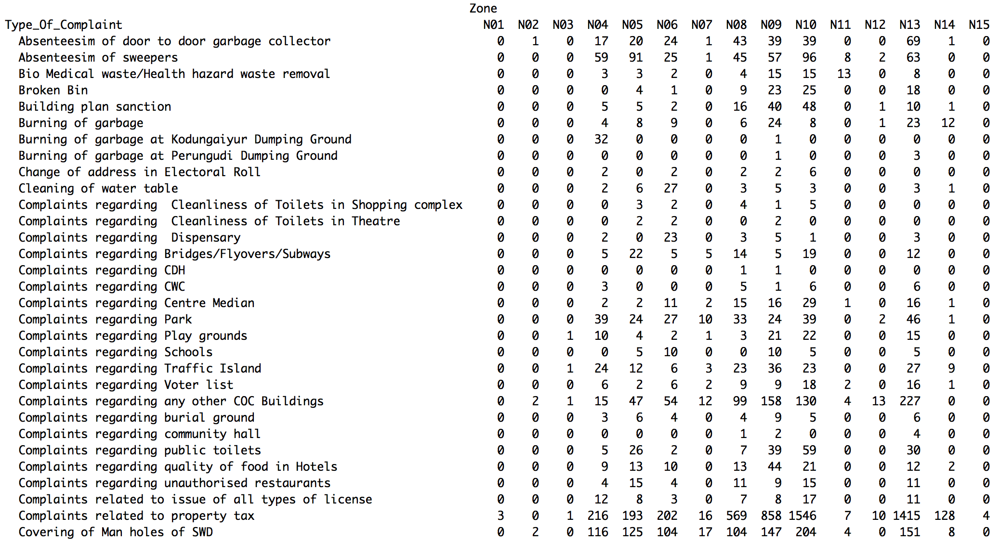 Zone
Type_Of_Complaint N01 N02 N03 N04 N05 N06 N07 N08 N09 N10 N11 N12 N13 N14 N15
Absenteesim of door to door garbage collector 0 1 0 17 20 24 1 43 39 39 0 0 69 1 0
Absenteesim of sweepers 0 0 0 59 91 25 1 45 57 96 8 2 63 0 0
Bio Medical waste/Health hazard waste removal 0 0 0 3 3 2 0 4 15 15 13 0 8 0 0
Broken Bin 0 0 0 0 4 1 0 9 23 25 0 0 18 0 0
Building plan sanction 0 0 0 5 5 2 0 16 40 48 0 1 10 1 0
Burning of garbage 0 0 0 4 8 9 0 6 24 8 0 1 23 12 0
Burning of garbage at Kodungaiyur Dumping Ground 0 0 0 32 0 0 0 0 1 0 0 0 0 0 0
Burning of garbage at Perungudi Dumping Ground 0 0 0 0 0 0 0 0 1 0 0 0 3 0 0
Change of address in Electoral Roll 0 0 0 2 0 2 0 2 2 6 0 0 0 0 0
Cleaning of water table 0 0 0 2 6 27 0 3 5 3 0 0 3 1 0
Complaints regarding  Cleanliness of Toilets in Shopping complex 0 0 0 0 3 2 0 4 1 5 0 0 0 0 0
Complaints regarding  Cleanliness of Toilets in Theatre 0 0 0 0 2 2 0 0 2 0 0 0 0 0 0
Complaints regarding  Dispensary 0 0 0 2 0 23 0 3 5 1 0 0 3 0 0
Complaints regarding Bridges/Flyovers/Subways 0 0 0 5 22 5 5 14 5 19 0 0 12 0 0
Complaints regarding CDH 0 0 0 0 0 0 0 1 1 0 0 0 0 0 0
Complaints regarding CWC 0 0 0 3 0 0 0 5 1 6 0 0 6 0 0
Complaints regarding Centre Median 0 0 0 2 2 11 2 15 16 29 1 0 16 1 0
Complaints regarding Park 0 0 0 39 24 27 10 33 24 39 0 2 46 1 0
Complaints regarding Play grounds 0 0 1 10 4 2 1 3 21 22 0 0 15 0 0
Complaints regarding Schools 0 0 0 0 5 10 0 0 10 5 0 0 5 0 0
Complaints regarding Traffic Island 0 0 1 24 12 6 3 23 36 23 0 0 27 9 0
Complaints regarding Voter list 0 0 0 6 2 6 2 9 9 18 2 0 16 1 0
Complaints regarding any other COC Buildings 0 2 1 15 47 54 12 99 158 130 4 13 227 0 0
Complaints regarding burial ground 0 0 0 3 6 4 0 4 9 5 0 0 6 0 0
Complaints regarding community hall 0 0 0 0 0 0 0 1 2 0 0 0 4 0 0
Complaints regarding public toilets 0 0 0 5 26 2 0 7 39 59 0 0 30 0 0
Complaints regarding quality of food in Hotels 0 0 0 9 13 10 0 13 44 21 0 0 12 2 0
Complaints regarding unauthorised restaurants 0 0 0 4 15 4 0 11 9 15 0 0 11 0 0
Complaints related to issue of all types of license 0 0 0 12 8 3 0 7 8 17 0 0 11 0 0
Complaints related to property tax 3 0 1 216 193 202 16 569 858 1546 7 10 1415 128 4
Covering of Man holes of SWD 0 2 0 116 125 104 17 104 147 204 4 0 151 8 0